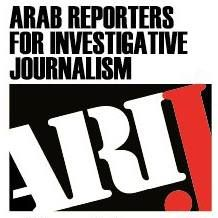 ARAB REPORTERS
FOR INVESTIGATIVE
JOURNALISM
ARIJ